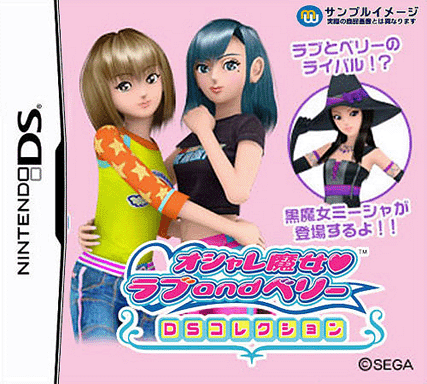 サンプルイメージ
実際の商品画像とは異なります
NINTENDO DS
ラブとベリーの
ライバル!?
黒魔女ミーシャが
登場するよ!!
オシャレ魔女♥
ラブandベリー
TM
DSコレクション
©SEGA